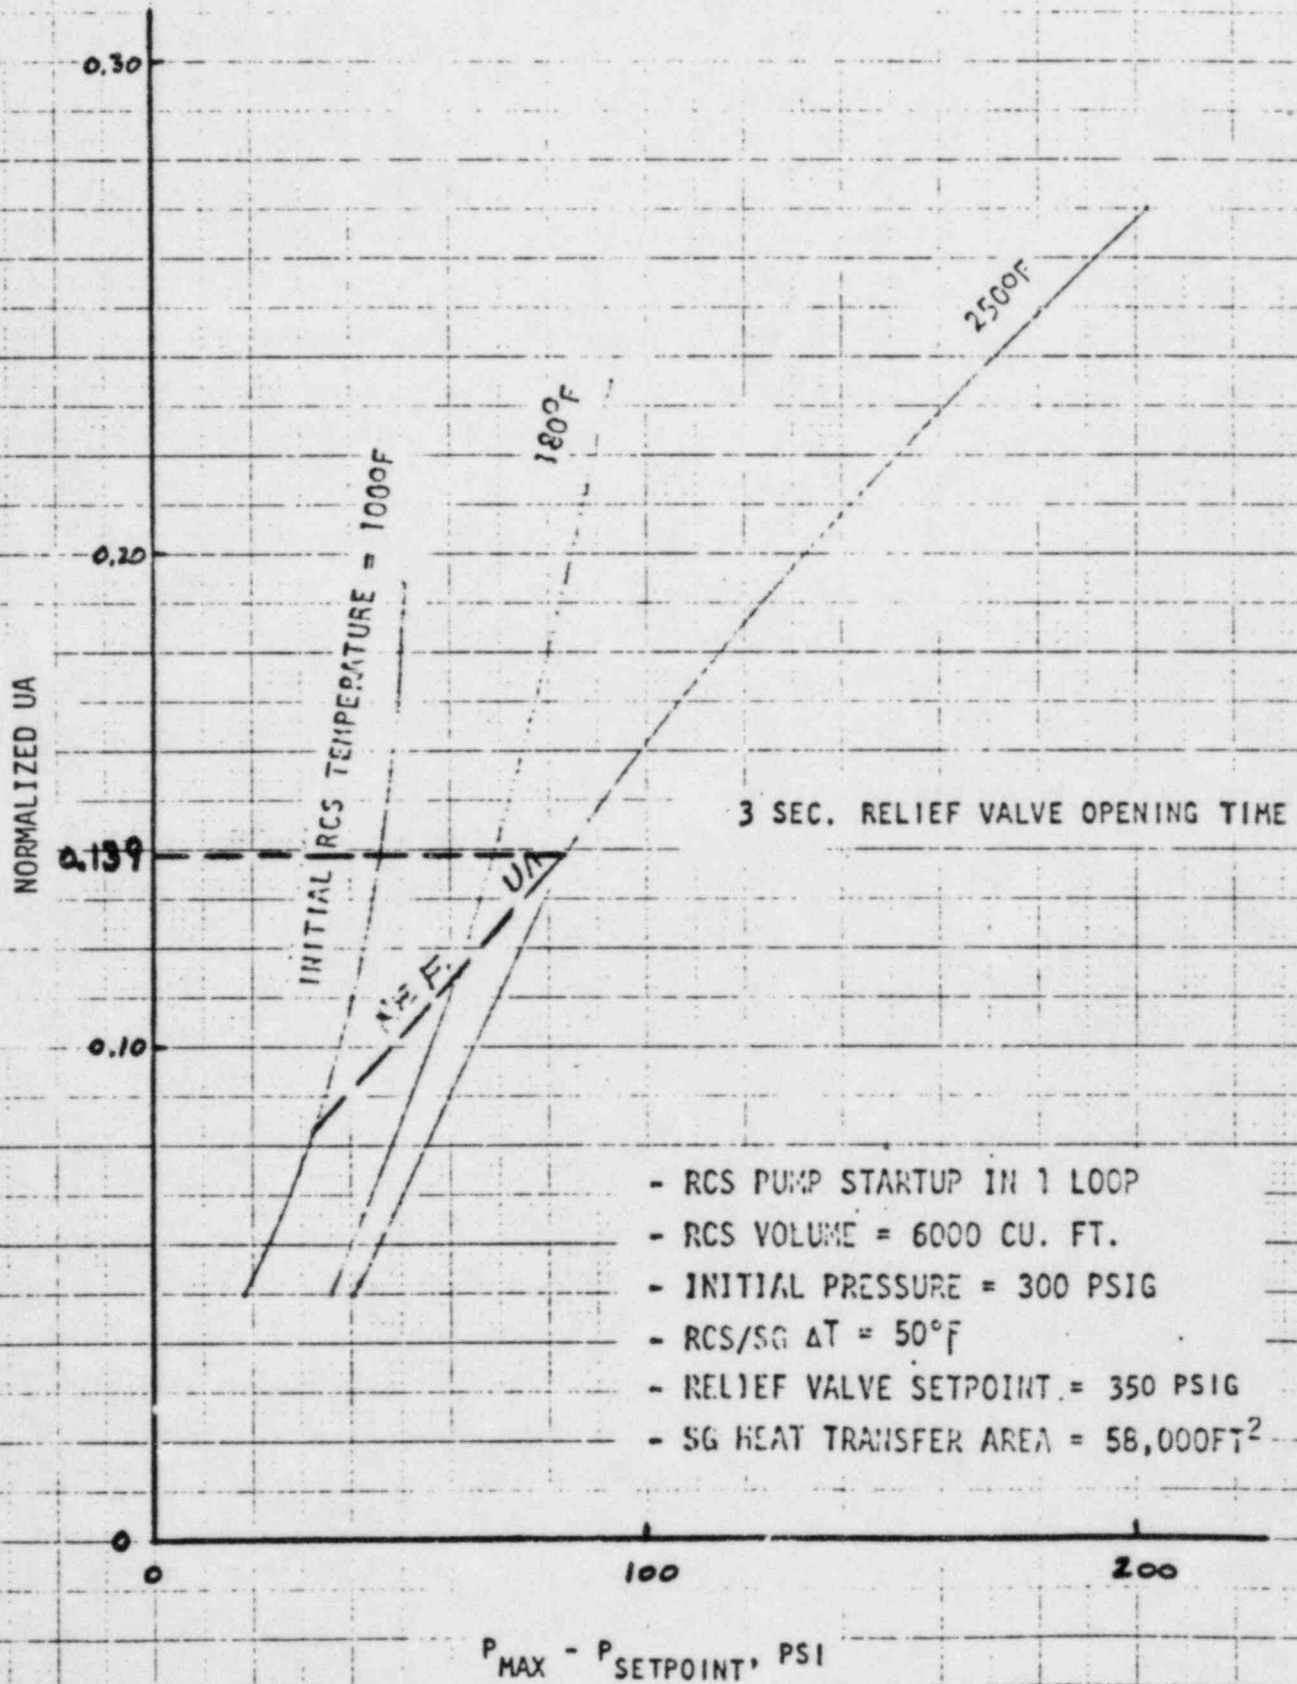 0.30
250°F
180°F
0.20
INITIAL RCS TEMPERATURE = 100°F
NORMALIZED UA
3 SEC. RELIEF VALVE OPENING TIME
0.139
UA
0.10
- RCS PUMP STARTUP IN 1 LOOP
- RCS VOLUME = 6000 CU. FT.
- INITIAL PRESSURE = 300 PSIG
- RCS/SG ΔT = 50°F
- RELIEF VALVE SETPOINT = 350 PSIG
- SG HEAT TRANSFER AREA = 58,000FT²
0
0 100 200
P_MAX - P_SETPOINT, PSI